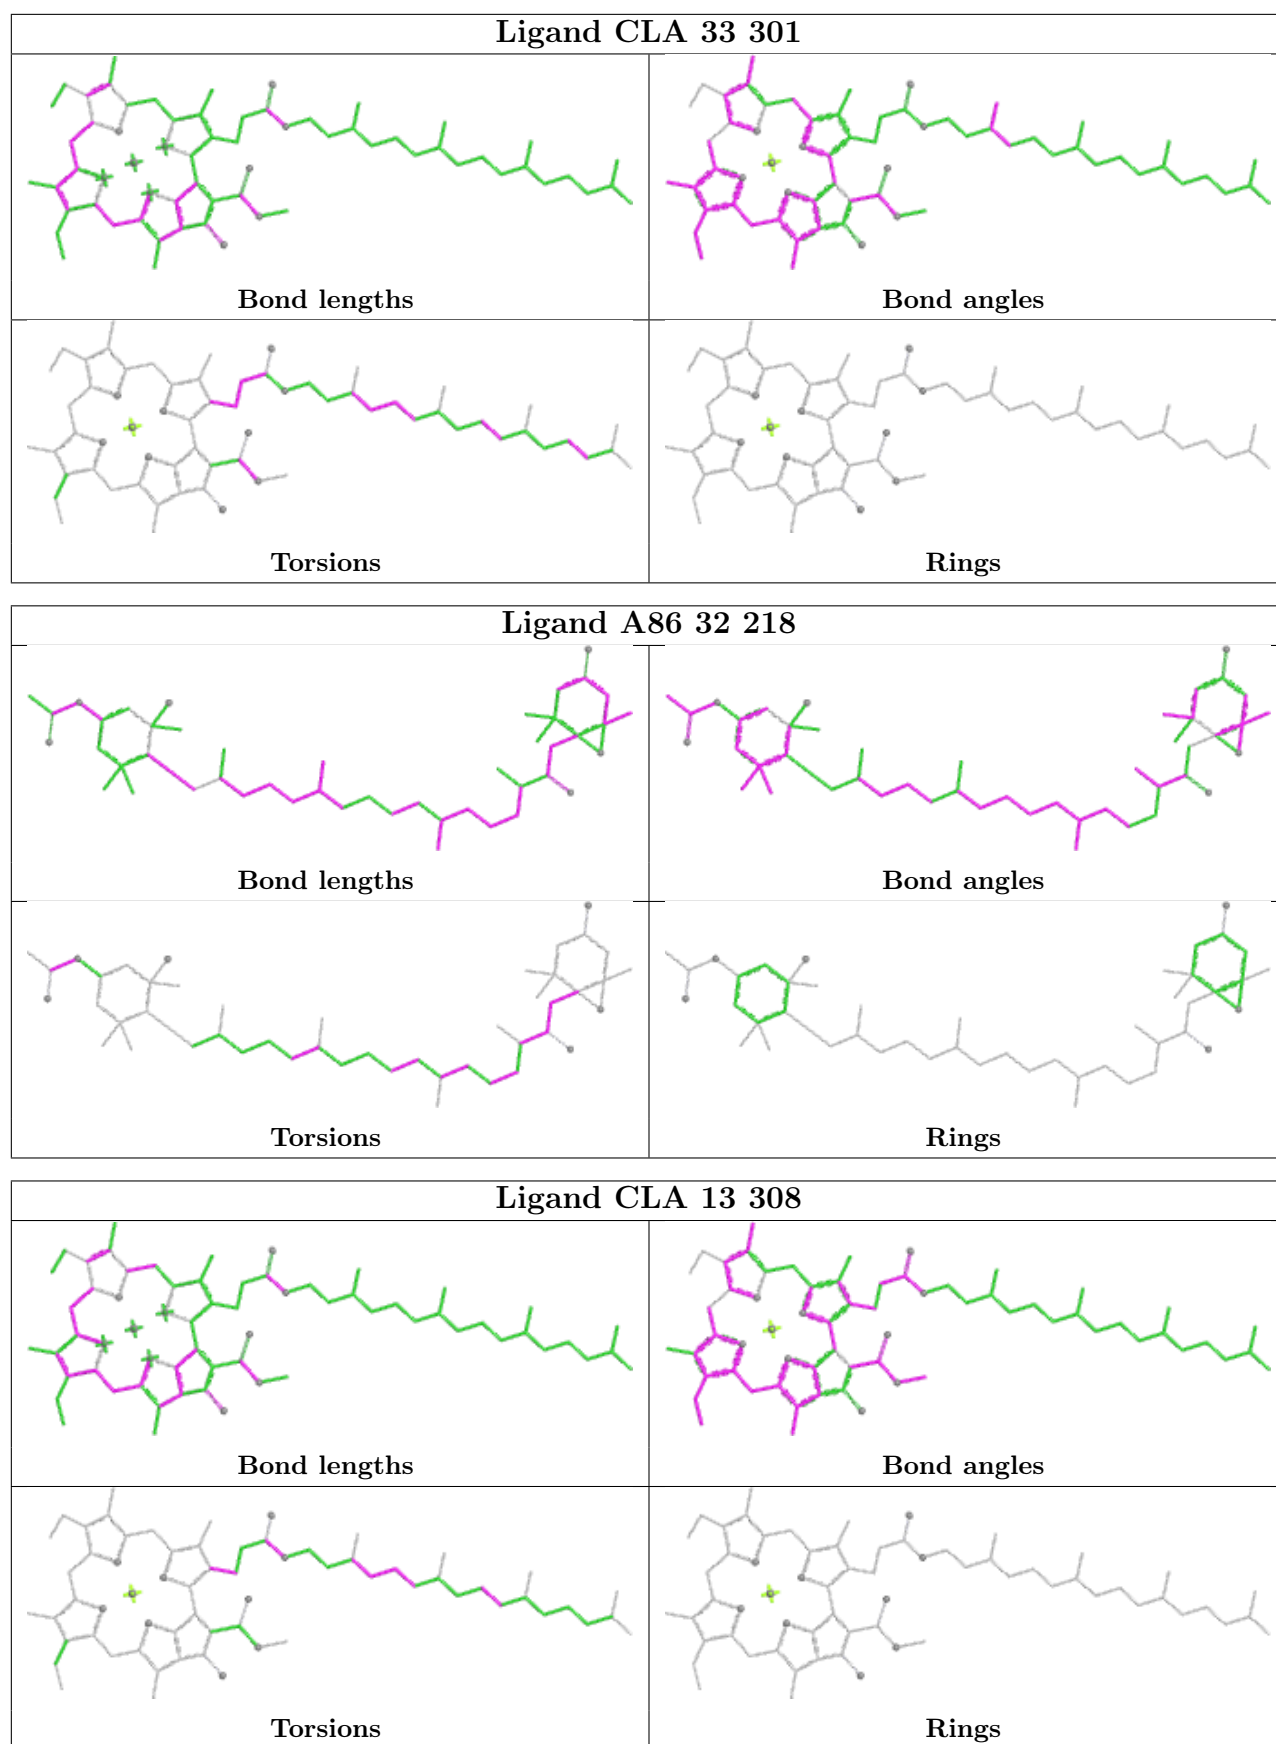 Ligand CLA 33 301
Bond lengths
Bond angles
Torsions
Rings
Ligand A86 32 218
Bond lengths
Bond angles
Torsions
Rings
Ligand CLA 13 308
Bond lengths
Bond angles
Torsions
Rings